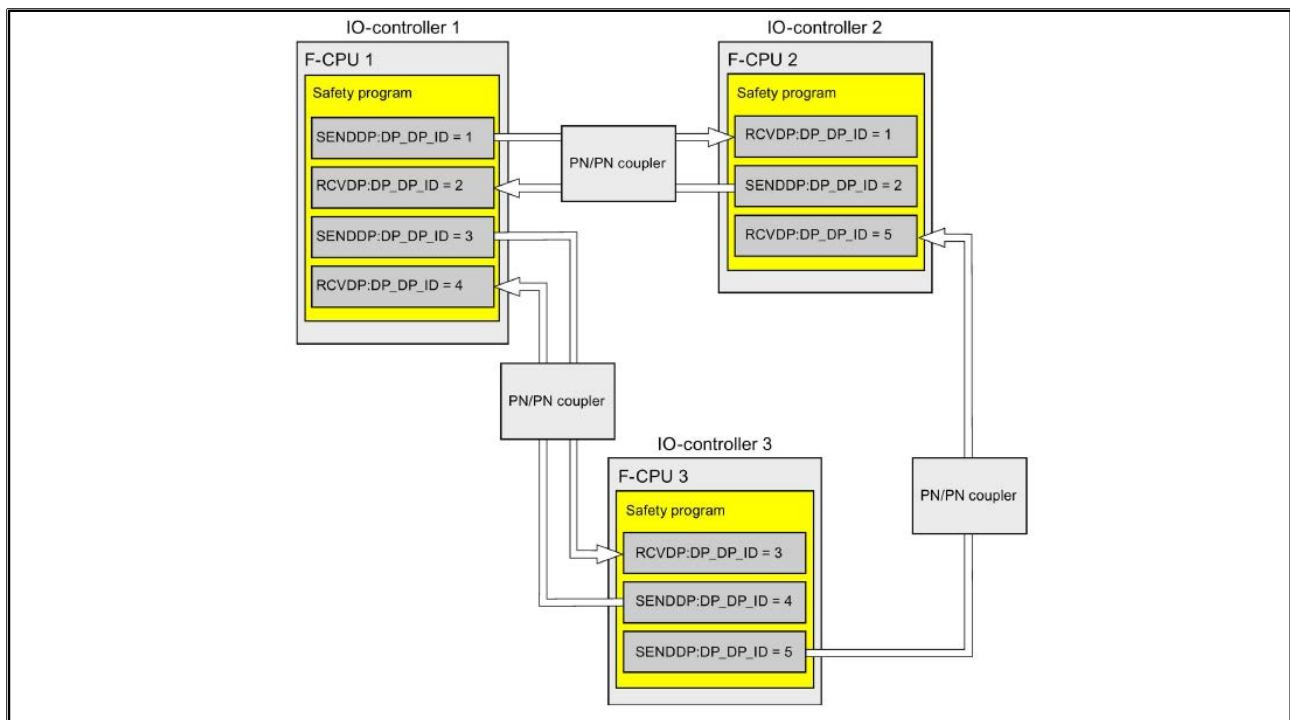 IO-controller 1
F-CPU 1
Safety program
SENDDP:DP_DP_ID = 1
RCVDP:DP_DP_ID = 2
SENDDP:DP_DP_ID = 3
RCVDP:DP_DP_ID = 4
PN/PN coupler
IO-controller 2
F-CPU 2
Safety program
RCVDP:DP_DP_ID = 1
SENDDP:DP_DP_ID = 2
RCVDP:DP_DP_ID = 5
PN/PN coupler
IO-controller 3
F-CPU 3
Safety program
RCVDP:DP_DP_ID = 3
SENDDP:DP_DP_ID = 4
SENDDP:DP_DP_ID = 5
PN/PN coupler